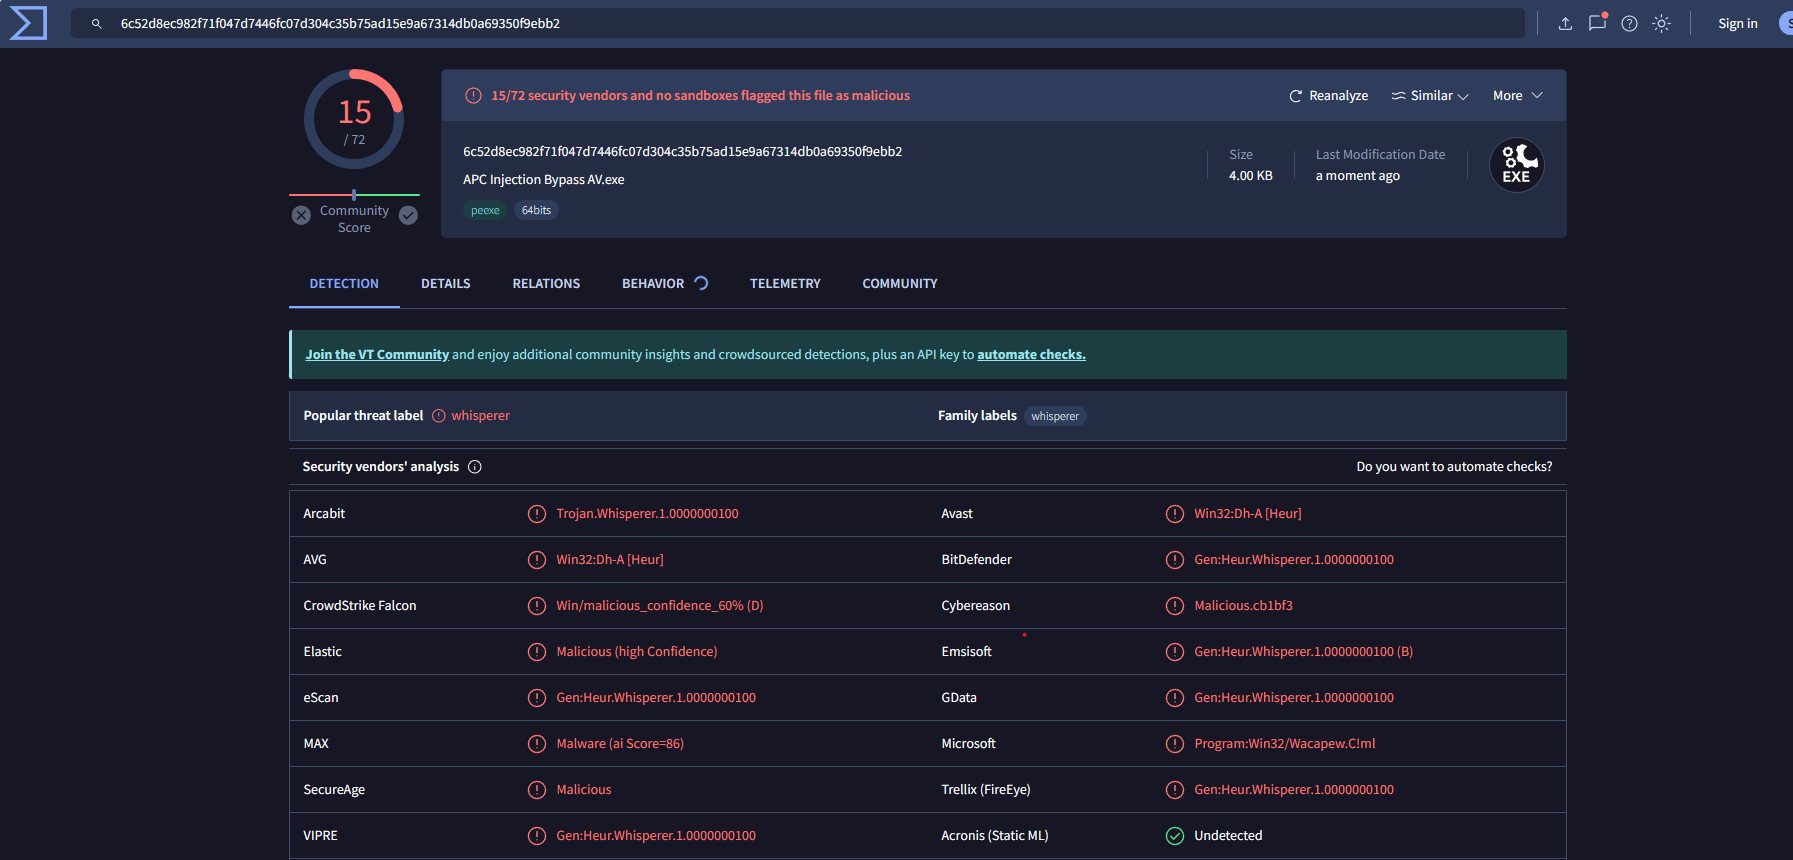 6c52d8ec982f71f047d7446fc07d304c35b75ad15e9a67314db0a69350f9ebb2
Sign in
S
15
/ 72
Community
Score
15/72 security vendors and no sandboxes flagged this file as malicious
Reanalyze
Similar
More
6c52d8ec982f71f047d7446fc07d304c35b75ad15e9a67314db0a69350f9ebb2
APC Injection Bypass AV.exe
peexe
64bits
Size
4.00 KB
Last Modification Date
a moment ago
EXE
DETECTION
DETAILS
RELATIONS
BEHAVIOR
TELEMETRY
COMMUNITY
Join the VT Community and enjoy additional community insights and crowdsourced detections, plus an API key to automate checks.
Popular threat label
whisperer
Family labels
whisperer
Security vendors' analysis
Do you want to automate checks?
Arcabit
Trojan.Whisperer.1.0000000100
Avast
Win32:Dh-A [Heur]
AVG
Win32:Dh-A [Heur]
BitDefender
Gen:Heur.Whisperer.1.0000000100
CrowdStrike Falcon
Win/malicious_confidence_60% (D)
Cybereason
Malicious.cb1bf3
Elastic
Malicious (high Confidence)
Emsisoft
Gen:Heur.Whisperer.1.0000000100 (B)
eScan
Gen:Heur.Whisperer.1.0000000100
GData
Gen:Heur.Whisperer.1.0000000100
MAX
Malware (ai Score=86)
Microsoft
Program:Win32/Wacapew.C!ml
SecureAge
Malicious
Trellix (FireEye)
Gen:Heur.Whisperer.1.0000000100
VIPRE
Gen:Heur.Whisperer.1.0000000100
Acronis (Static ML)
Undetected